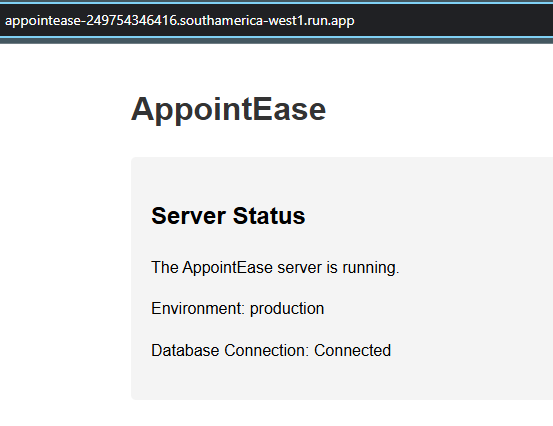 appointease-249754346416.southamerica-west1.run.app
AppointEase
Server Status
The AppointEase server is running.
Environment: production
Database Connection: Connected